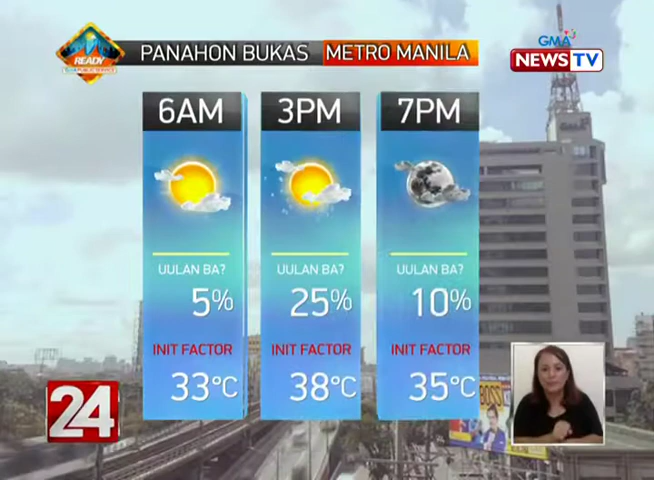 READY
PANAHON BUKAS METRO MANILA
GMA
NEWS TV
6AM
UULAN BA?
5%
INIT FACTOR
33°C
3PM
UULAN BA?
25%
INIT FACTOR
38°C
7PM
UULAN BA?
10%
INIT FACTOR
35°C
24
BOSS